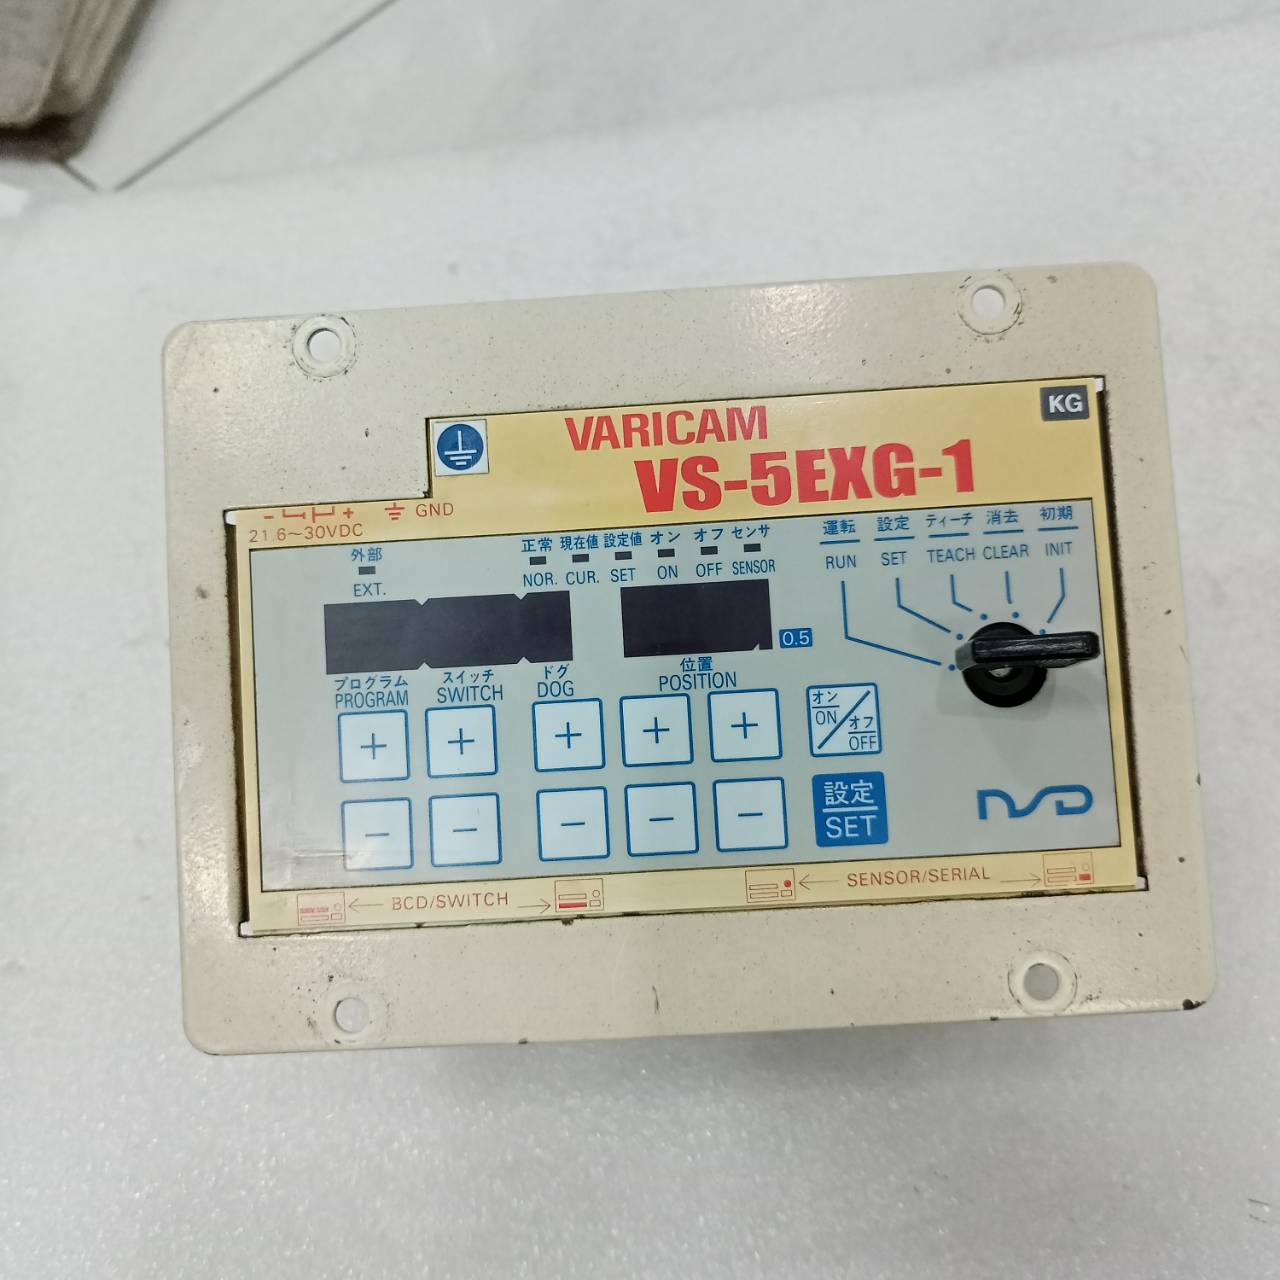 KG
VARICAM
VS-5EXG-1
- + GND
21.6～30VDC
外部
EXT.
正常 現在値 設定値 オン オフ センサ
NOR. CUR. SET ON OFF SENSOR
運転 設定 ティーチ 消去 初期
RUN SET TEACH CLEAR INIT
0.5
プログラム スイッチ ドグ 位置
PROGRAM SWITCH DOG POSITION
+ + + + +
オン
ON
オフ
OFF
- - - - -
設定
SET
NSD
BCD/SWITCH
SENSOR/SERIAL